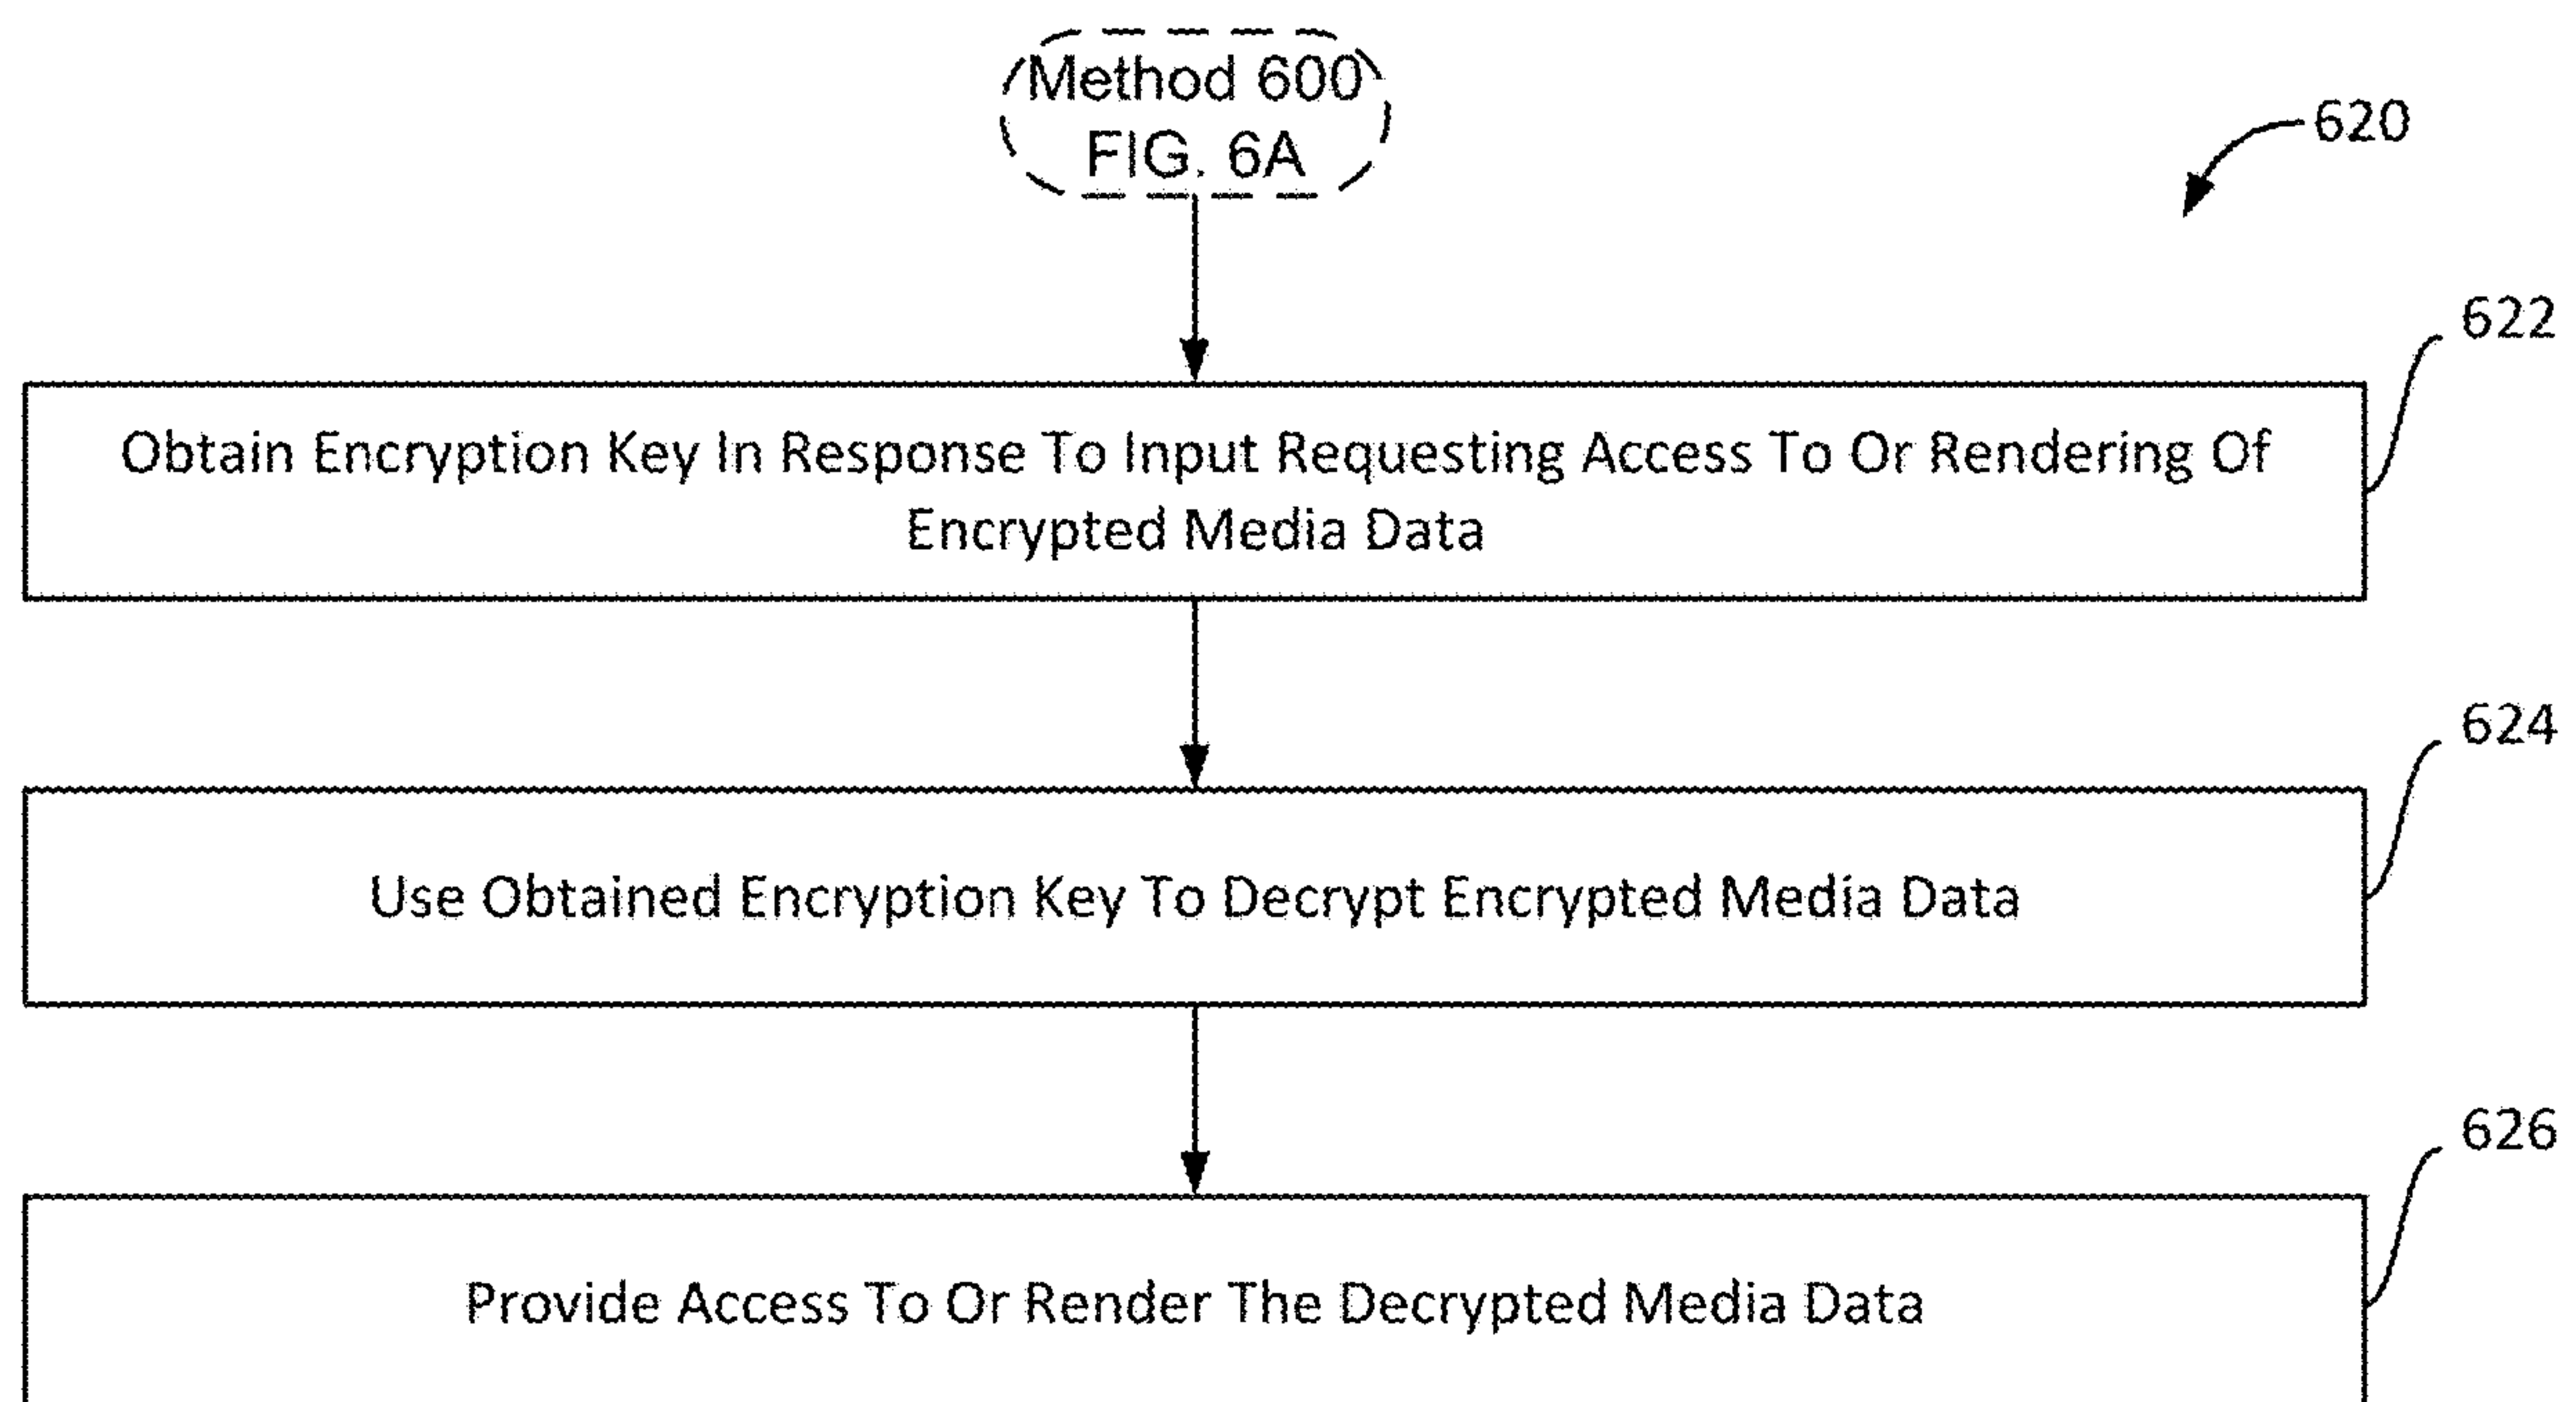 Method 600
FIG. 6A
620
622
Obtain Encryption Key In Response To Input Requesting Access To Or Rendering Of
Encrypted Media Data
624
Use Obtained Encryption Key To Decrypt Encrypted Media Data
626
Provide Access To Or Render The Decrypted Media Data